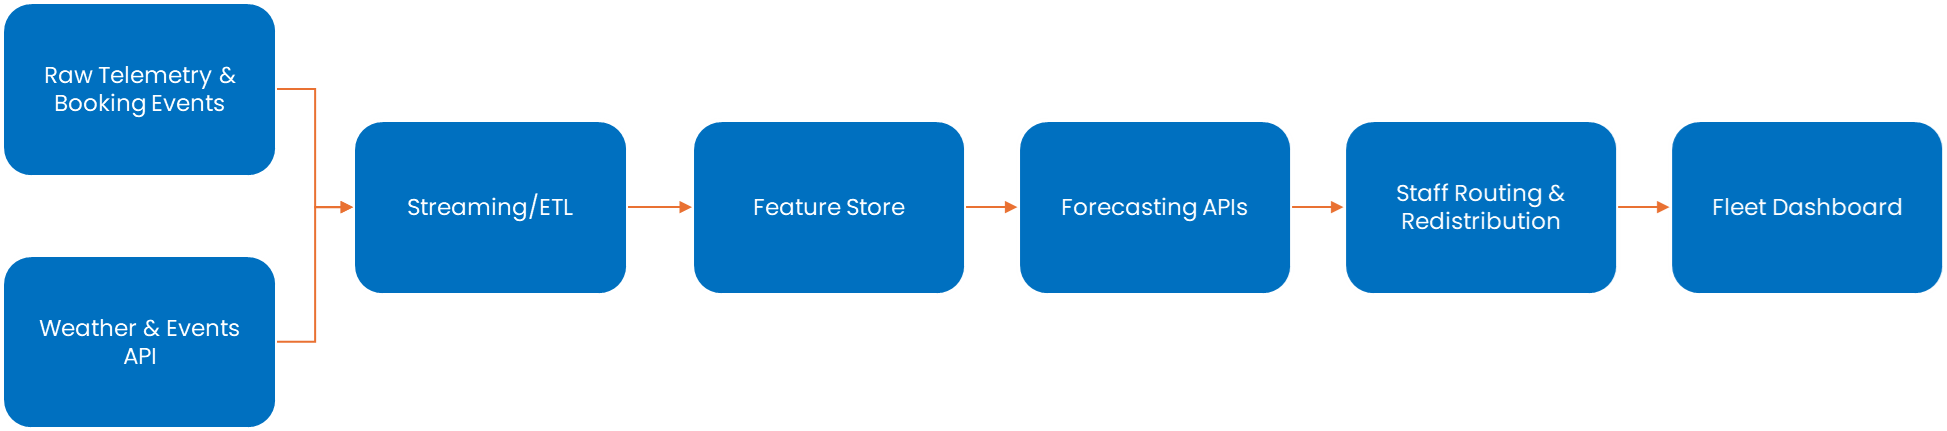 Raw Telemetry &
Booking Events
Weather & Events
API
Streaming/ETL
Feature Store
Forecasting APIs
Staff Routing &
Redistribution
Fleet Dashboard